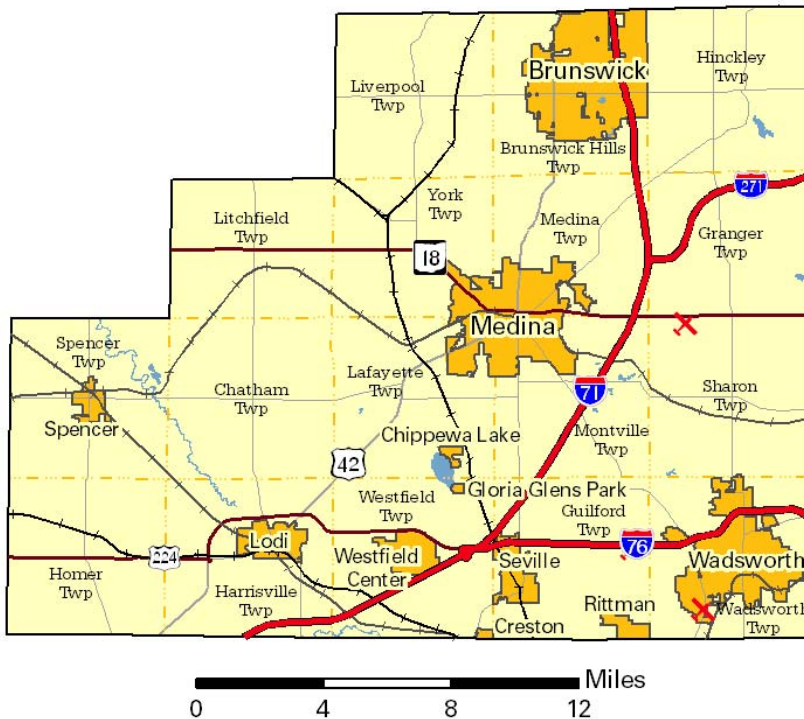 Brunswick
Hinckley
Twp
Liverpool
Twp
Brunswick Hills
Twp
271
York
Twp
Medina
Twp
Granger
Twp
Litchfield
Twp
18
Medina
Spencer
Twp
Lafayette
Twp
Chatham
Twp
71
Sharon
Twp
Spencer
Chippewa Lake
Montville
Twp
42
Westfield
Twp
Gloria Glens Park
Guilford
Twp
Lodi
76
Westfield
Center
Seville
Wadsworth
224
Homer
Twp
Harrisville
Twp
Rittman
Creston
Wadsworth
Twp
Miles
0 4 8 12